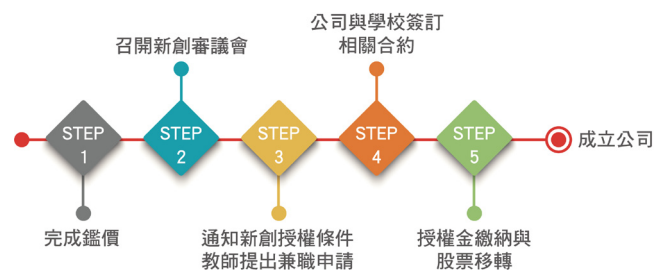 STEP
1
完成鑑價
召開新創審議會
STEP
2
STEP
3
通知新創授權條件
教師提出兼職申請
公司與學校簽訂
相關合約
STEP
4
STEP
5
授權金繳納與
股票移轉
成立公司